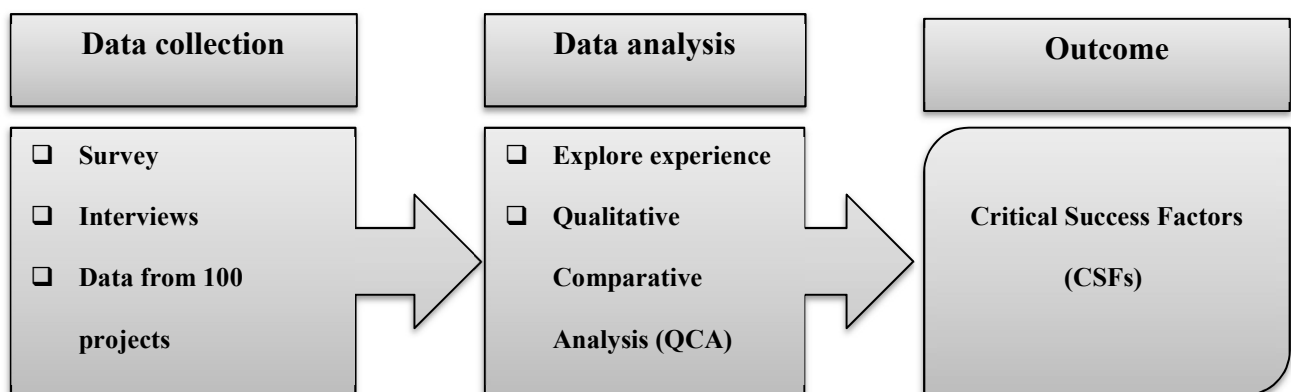 Data collection
Survey
Interviews
Data from 100
projects
Data analysis
Explore experience
Qualitative
Comparative
Analysis (QCA)
Outcome
Critical Success Factors
(CSFs)